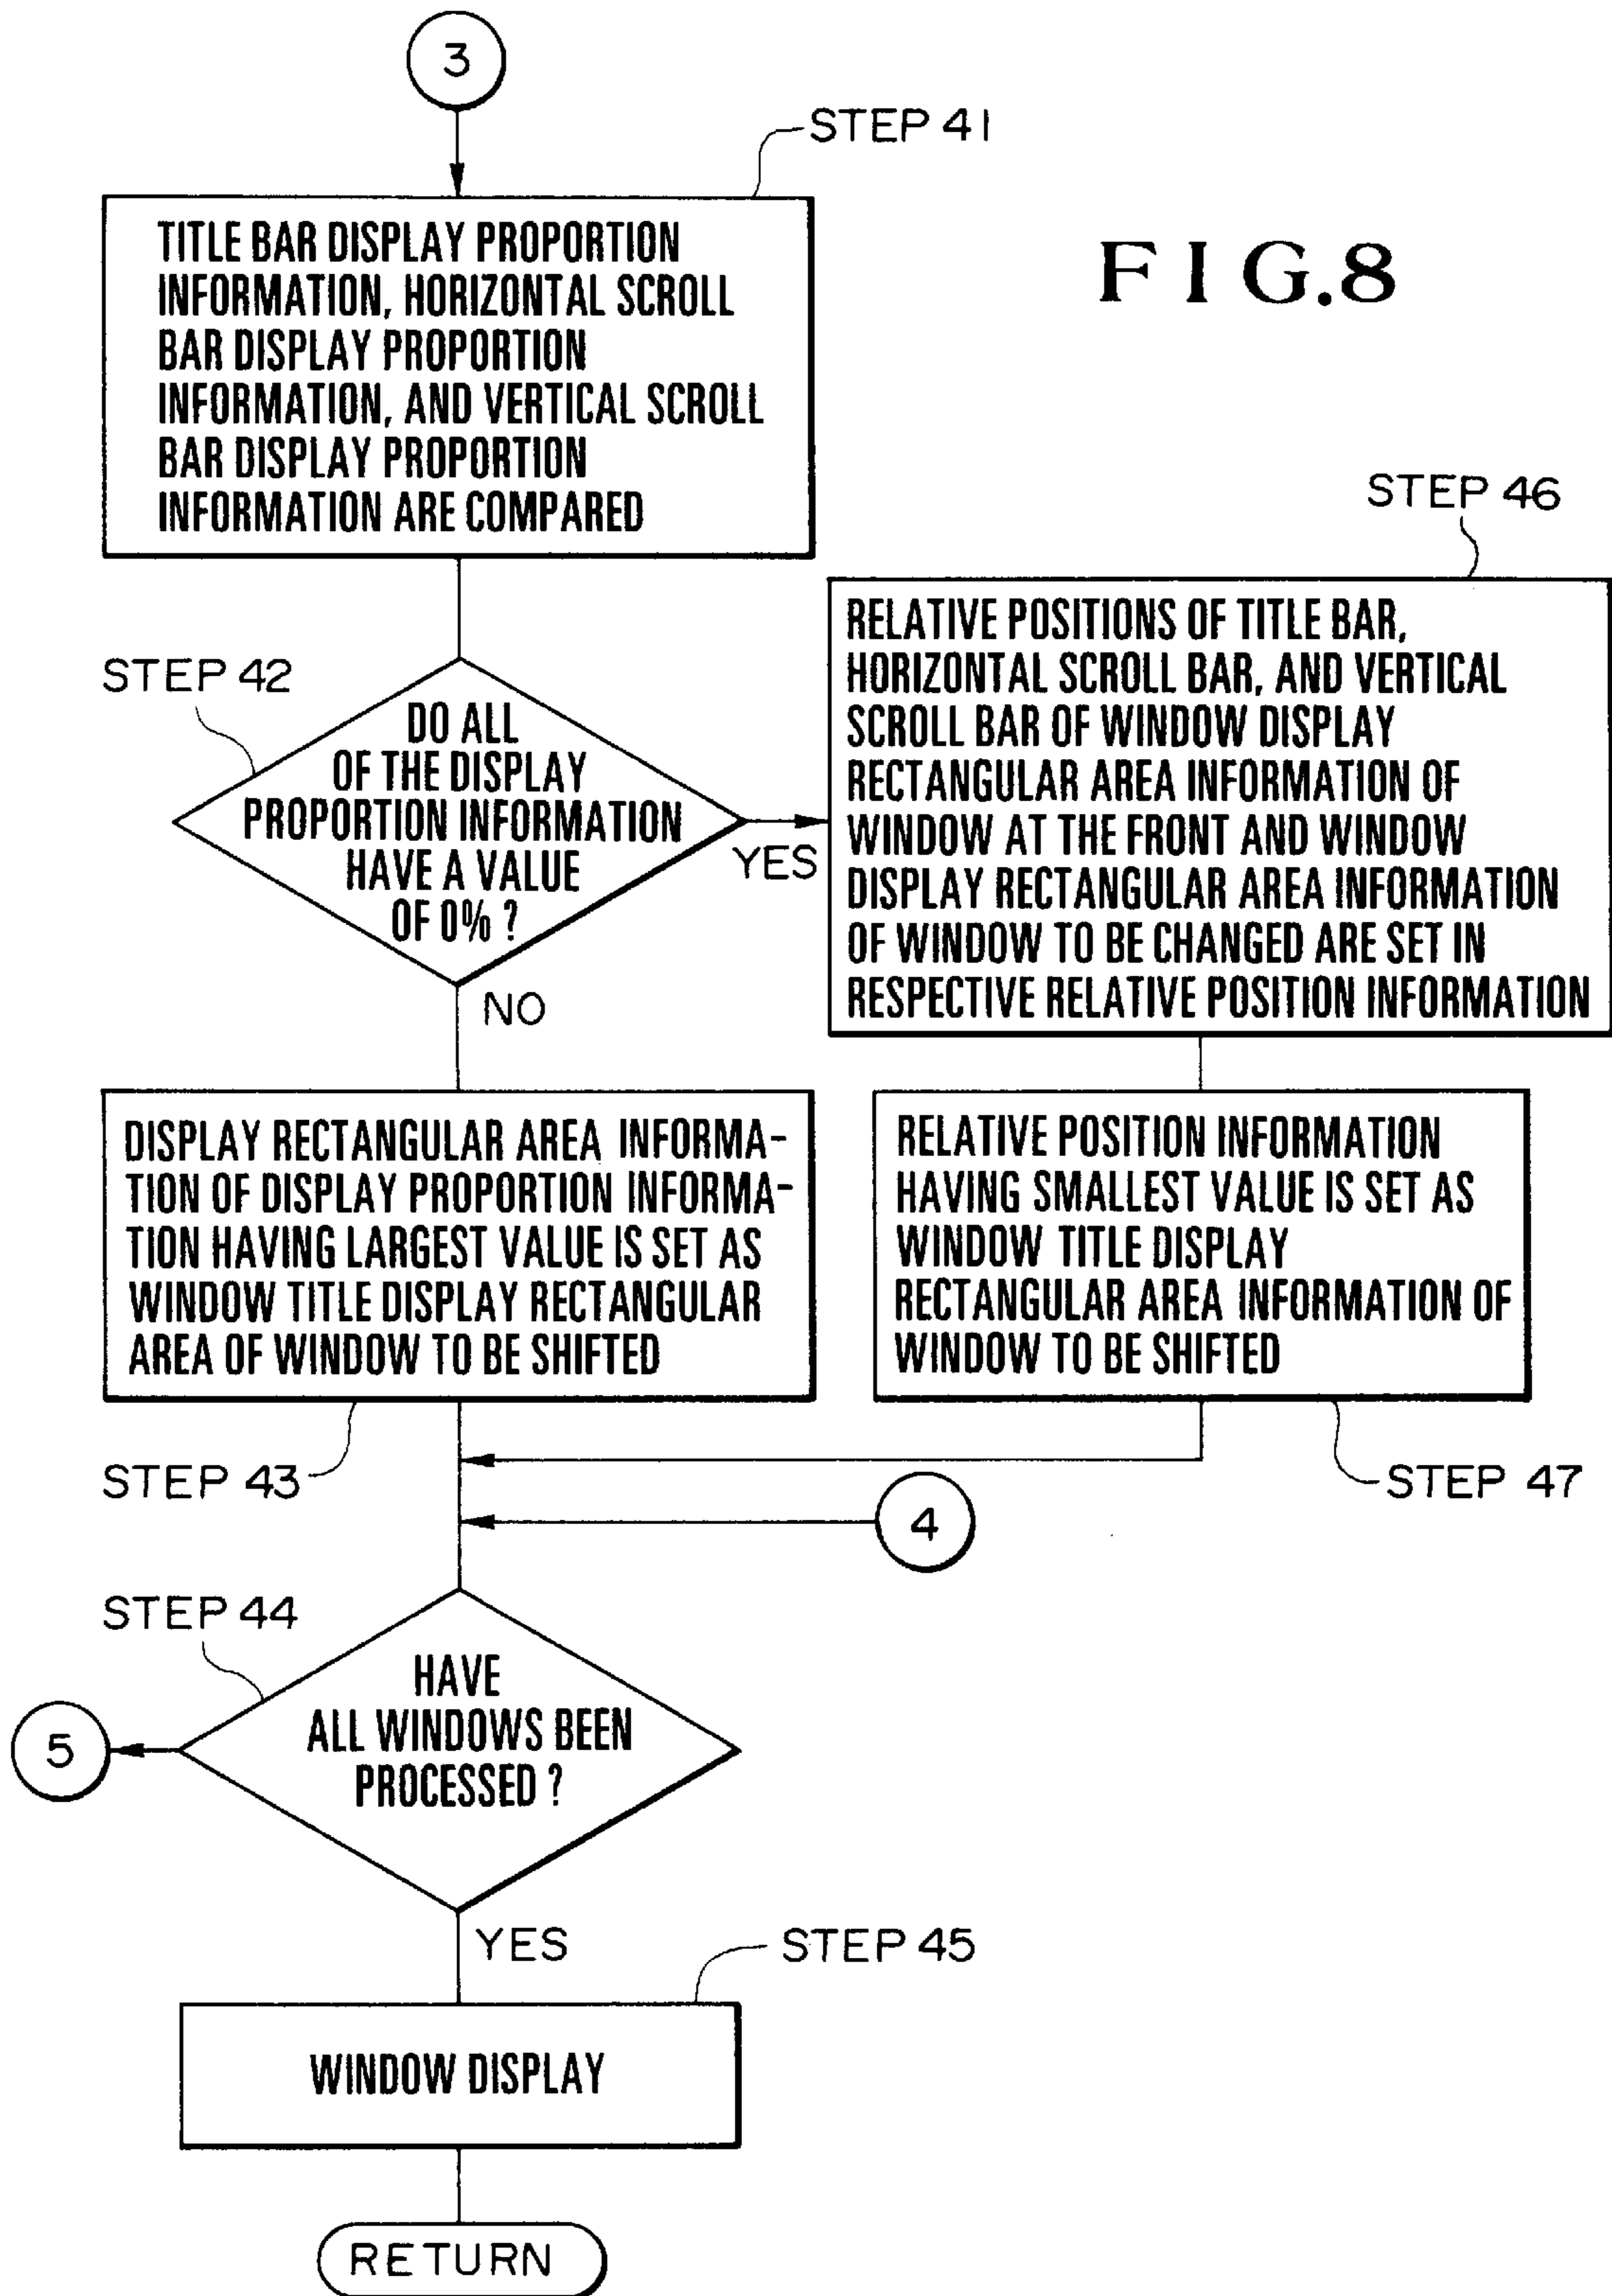 3
STEP 41
TITLE BAR DISPLAY PROPORTION
INFORMATION, HORIZONTAL SCROLL
BAR DISPLAY PROPORTION
INFORMATION, AND VERTICAL SCROLL
BAR DISPLAY PROPORTION
INFORMATION ARE COMPARED
FIG.8
STEP 42
DO ALL
OF THE DISPLAY
PROPORTION INFORMATION
HAVE A VALUE
OF 0% ?
YES
NO
STEP 46
RELATIVE POSITIONS OF TITLE BAR,
HORIZONTAL SCROLL BAR, AND VERTICAL
SCROLL BAR OF WINDOW DISPLAY
RECTANGULAR AREA INFORMATION OF
WINDOW AT THE FRONT AND WINDOW
DISPLAY RECTANGULAR AREA INFORMATION
OF WINDOW TO BE CHANGED ARE SET IN
RESPECTIVE RELATIVE POSITION INFORMATION
DISPLAY RECTANGULAR AREA INFORMA-
TION OF DISPLAY PROPORTION INFORMA-
TION HAVING LARGEST VALUE IS SET AS
WINDOW TITLE DISPLAY RECTANGULAR
AREA OF WINDOW TO BE SHIFTED
STEP 43
RELATIVE POSITION INFORMATION
HAVING SMALLEST VALUE IS SET AS
WINDOW TITLE DISPLAY
RECTANGULAR AREA INFORMATION OF
WINDOW TO BE SHIFTED
STEP 47
4
STEP 44
HAVE
ALL WINDOWS BEEN
PROCESSED ?
5
YES
STEP 45
WINDOW DISPLAY
RETURN